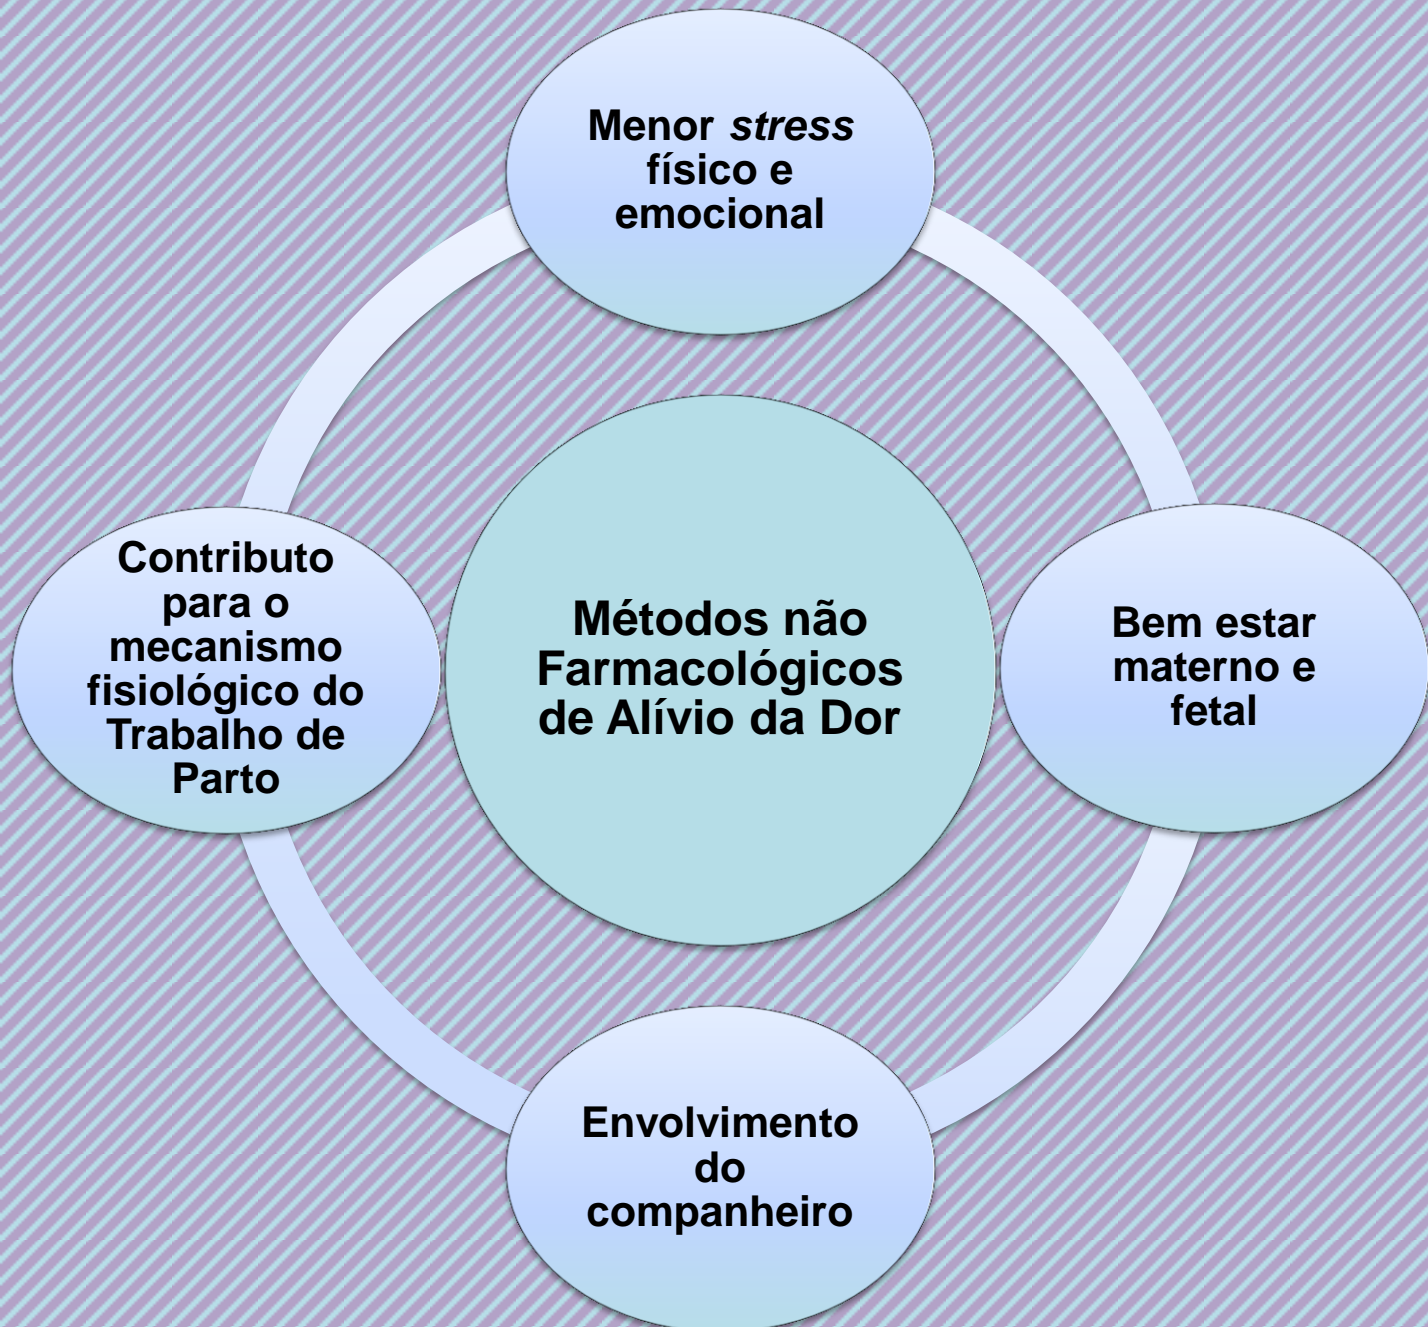 Menor stress
físico e
emocional
Contributo
para o
mecanismo
fisiológico do
Trabalho de
Parto
Métodos não
Farmacológicos
de Alívio da Dor
Bem estar
materno e
fetal
Envolvimento
do
companheiro